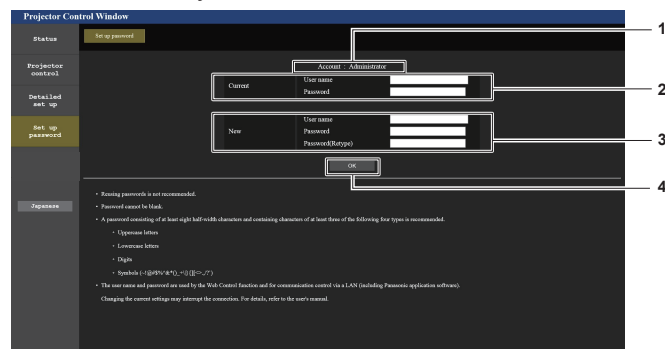 Projector Control Window
Status
Set up password
1
Projector
control
Account : Administrator
Current
User name
Password
2
Detailed
set up
Set up
password
New
User name
Password
Password(Retype)
3
OK
4
Japanese
• Reusing passwords is not recommended.
• Password cannot be blank.
• A password consisting of at least eight half-width characters and containing characters of at least three of the following four types is recommended.
• Uppercase letters
• Lowercase letters
• Digits
• Symbols
• The user name and password are used by the Web Control function and for communication control via a LAN (including Panasonic application software).
Changing the current settings may interrupt the connection. For details, refer to the user's manual.